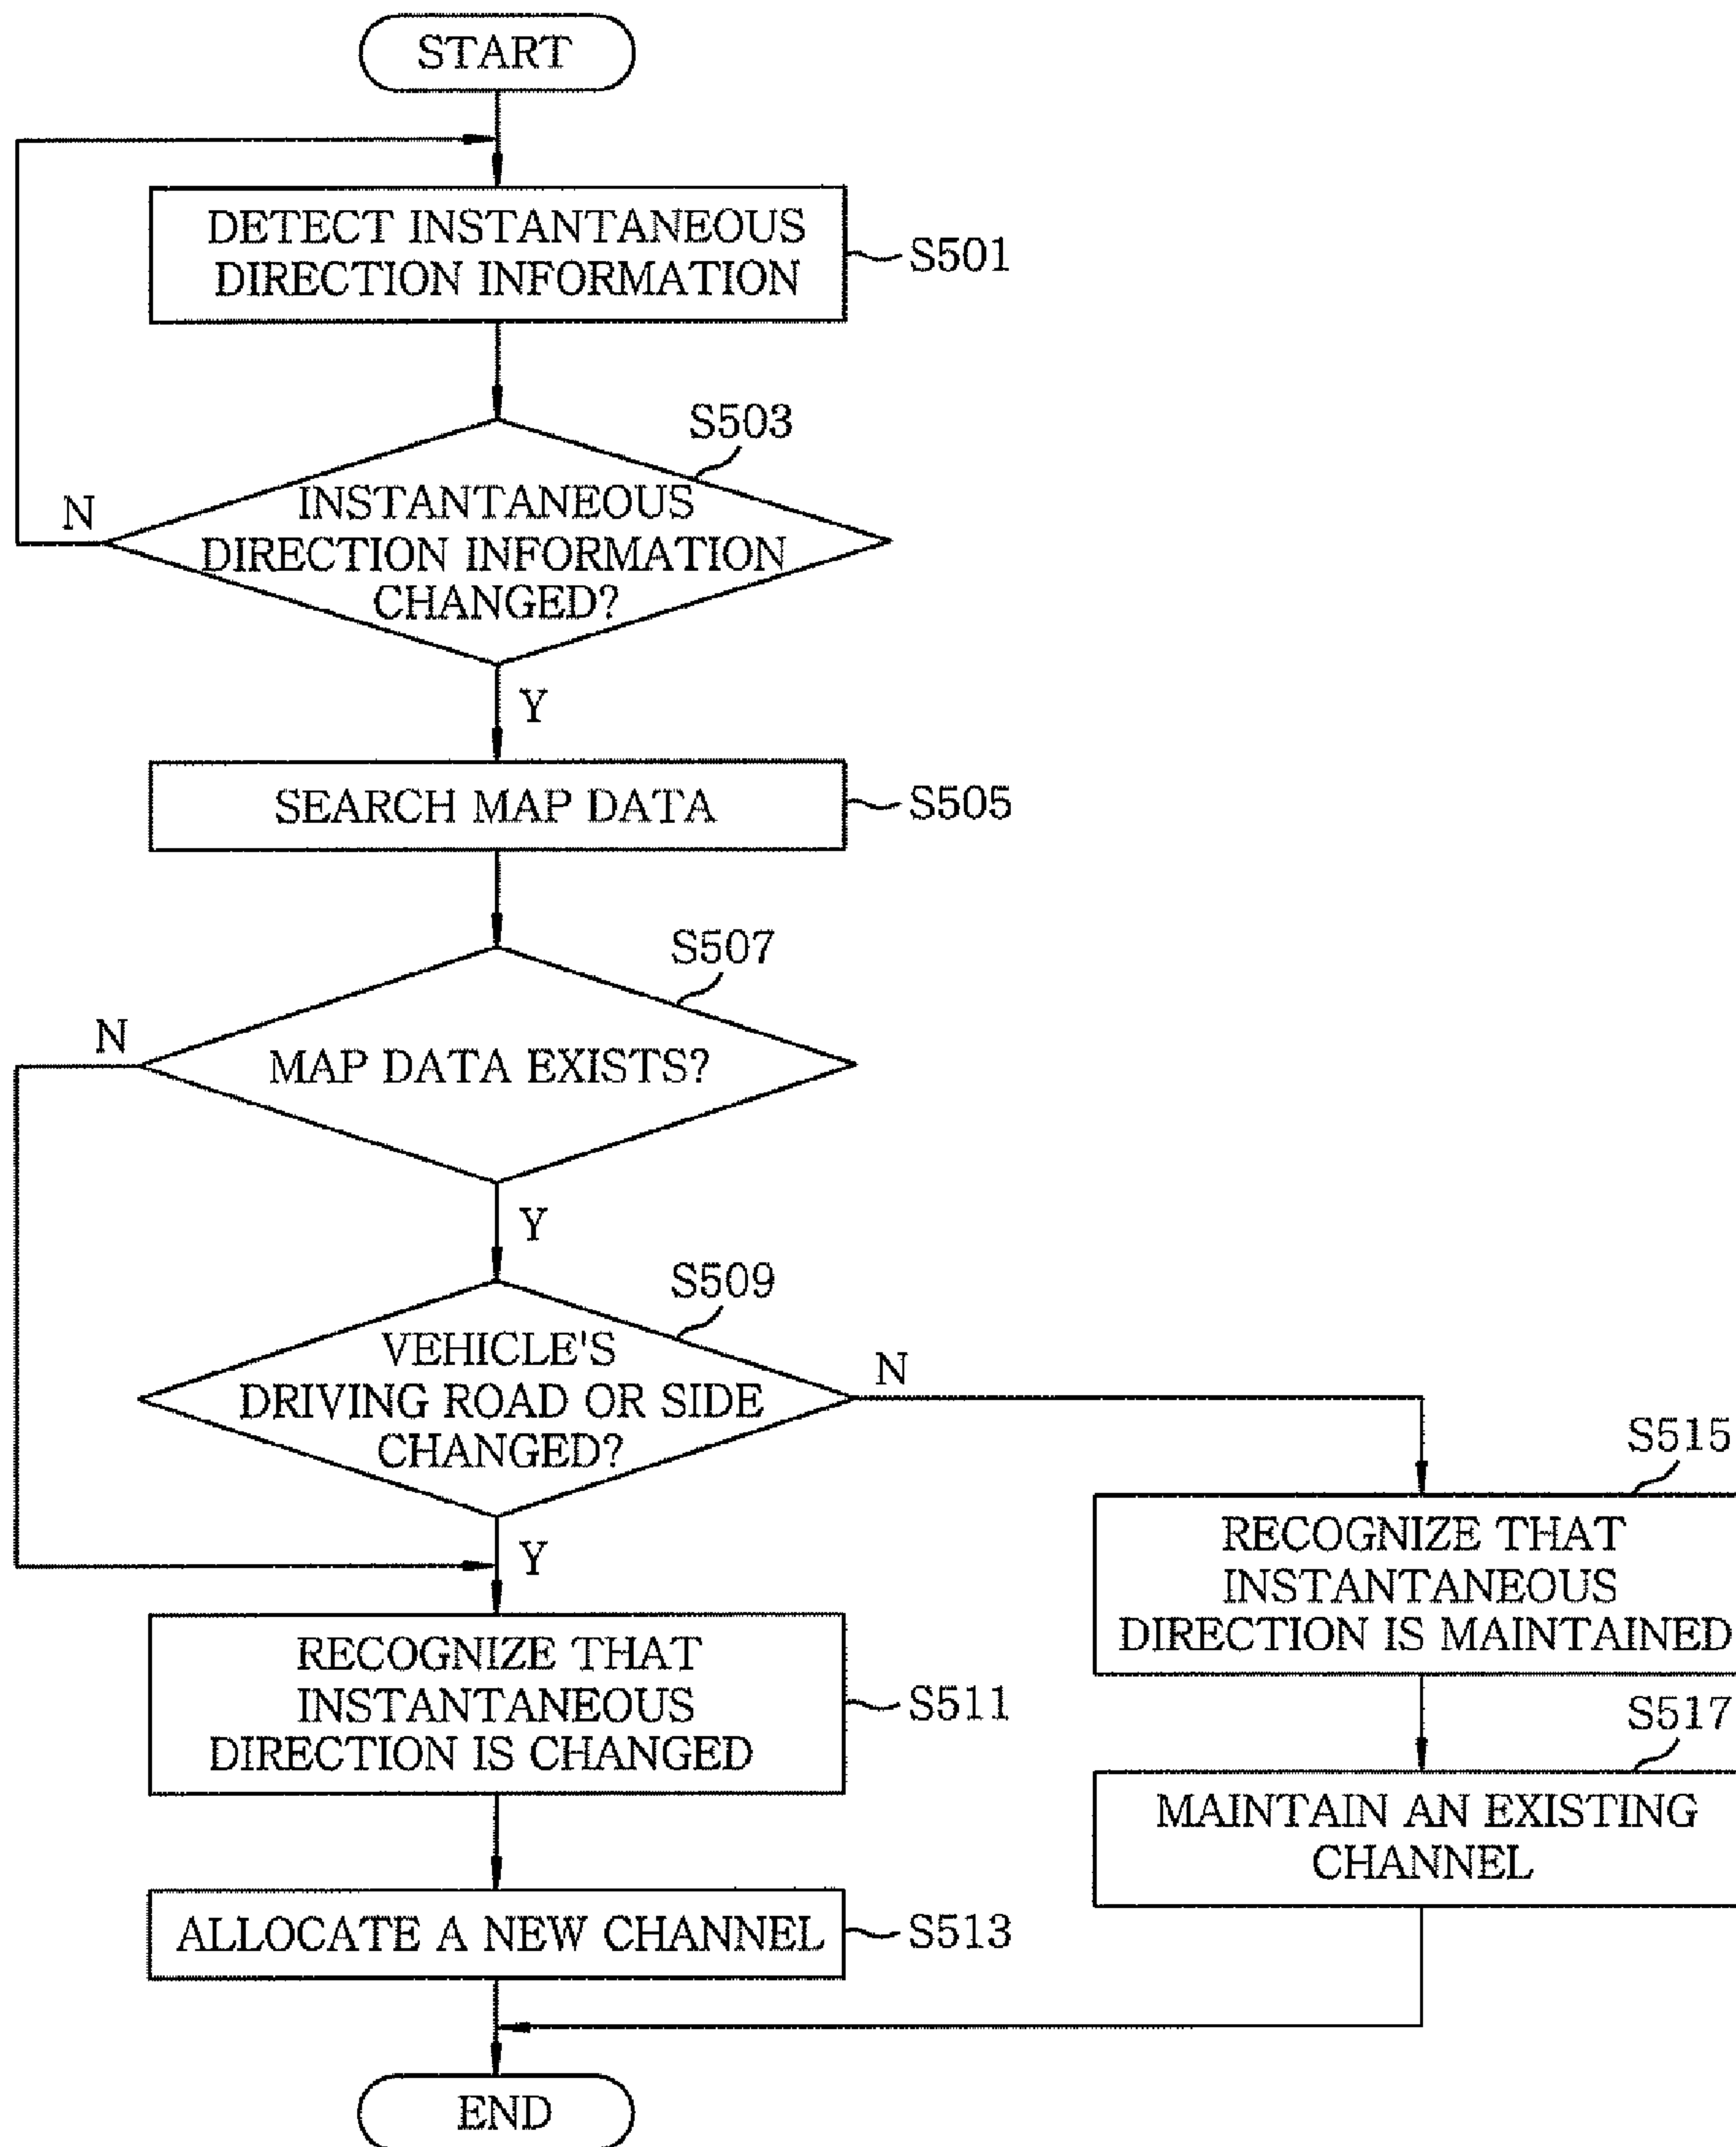 START
DETECT INSTANTANEOUS
DIRECTION INFORMATION
S501
S503
INSTANTANEOUS
DIRECTION INFORMATION
CHANGED?
N
Y
SEARCH MAP DATA
S505
S507
MAP DATA EXISTS?
N
Y
S509
VEHICLE'S
DRIVING ROAD OR SIDE
CHANGED?
N
Y
S515
RECOGNIZE THAT
INSTANTANEOUS
DIRECTION IS MAINTAINED
RECOGNIZE THAT
INSTANTANEOUS
DIRECTION IS CHANGED
S511
S517
MAINTAIN AN EXISTING
CHANNEL
ALLOCATE A NEW CHANNEL
S513
END